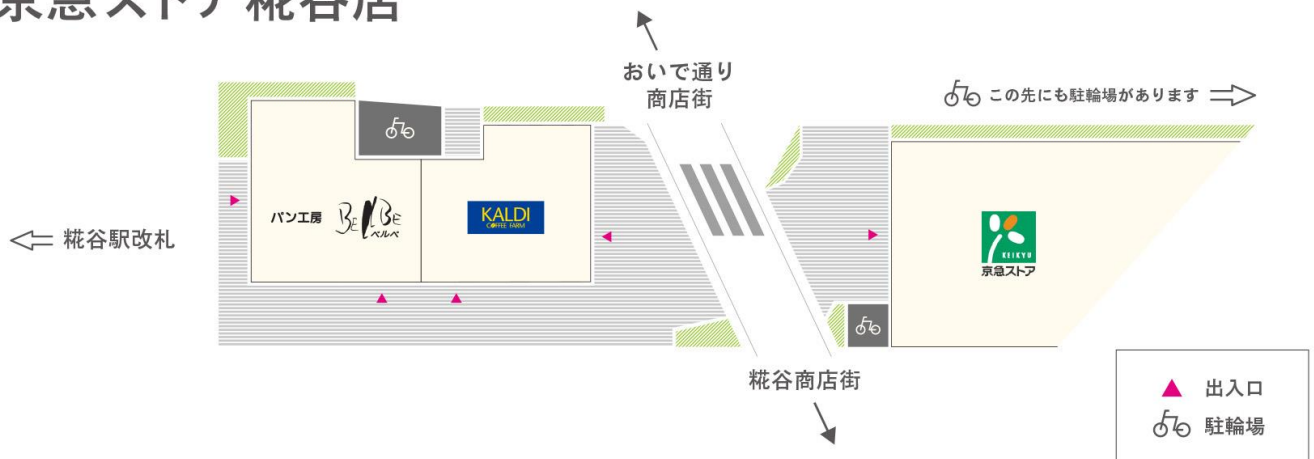 京急ストア 糀谷店
おいで通り
商店街
この先にも駐輪場があります
パン工房
BEBE
ベルベ
KALDI
COFFEE FARM
糀谷駅改札
KEIKYU
京急ストア
糀谷商店街
出入口
駐輪場